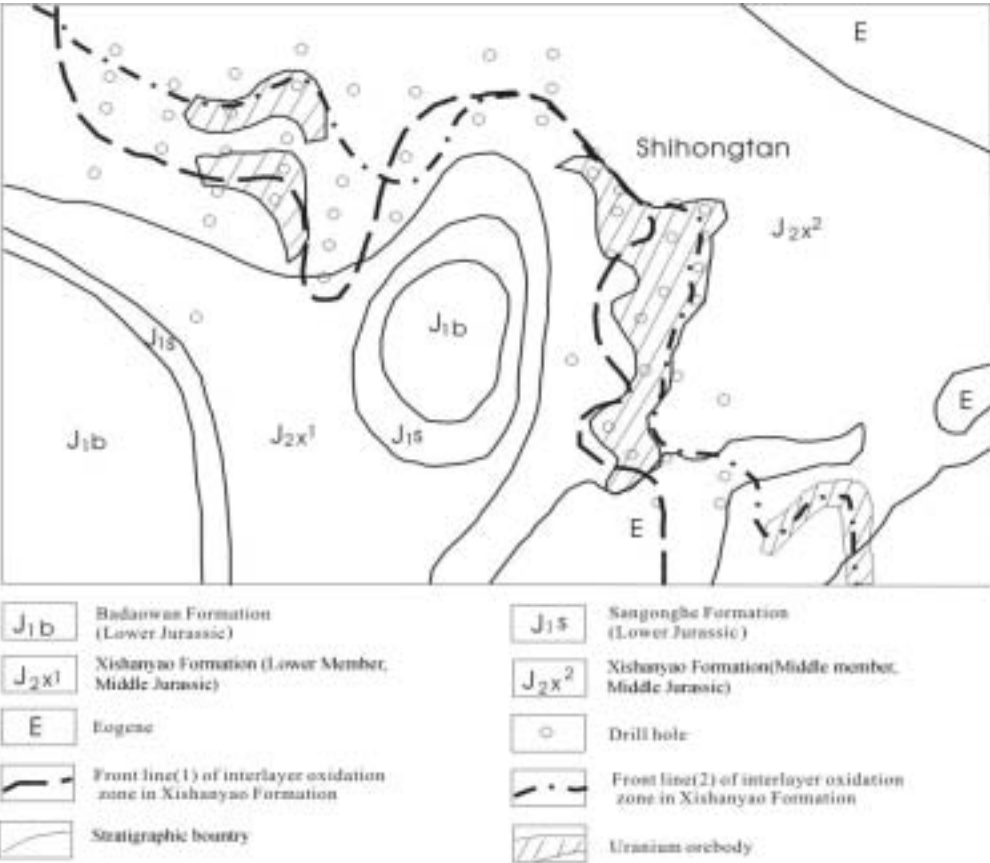 E
Shihongtan
J₂x²
J₁b
J₁s
E
J₁b
J₂x¹
J₁s
E
J₁b
Badaowan Formation
(Lower Jurassic)
J₁s
Sangonghe Formation
(Lower Jurassic)
J₂x¹
Xishanyao Formation (Lower Member,
Middle Jurassic)
J₂x²
Xishanyao Formation(Middle member,
Middle Jurassic)
E
Eogene
Drill hole
Front line(1) of interlayer oxidation
zone in Xishanyao Formation
Front line(2) of interlayer oxidation
zone in Xishanyao Formation
Stratigraphic bountry
Uranium orebody